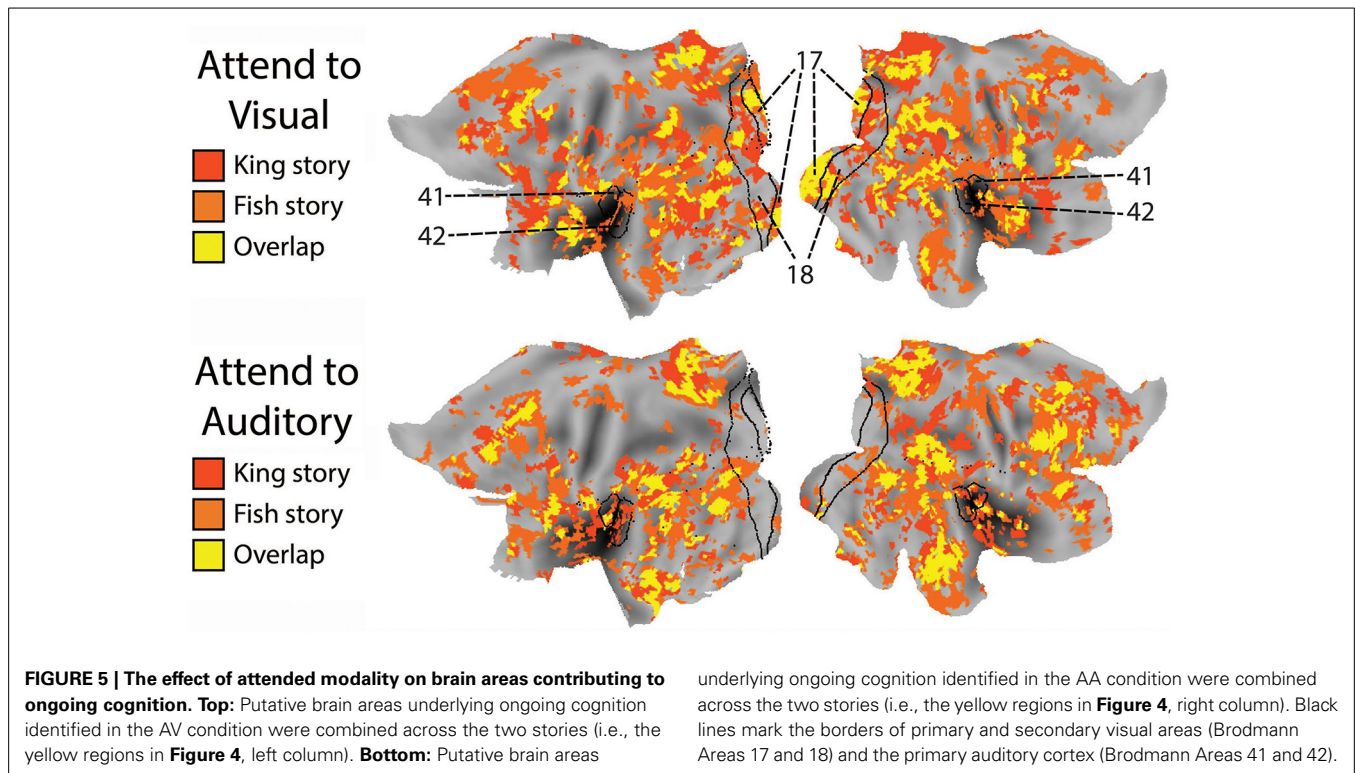 Attend to
Visual
King story
Fish story
Overlap
17
41
42
41
42
18
Attend to
Auditory
King story
Fish story
Overlap
FIGURE 5 | The effect of attended modality on brain areas contributing to
ongoing cognition. Top: Putative brain areas underlying ongoing cognition
identified in the AV condition were combined across the two stories (i.e., the
yellow regions in Figure 4, left column). Bottom: Putative brain areas
underlying ongoing cognition identified in the AA condition were combined
across the two stories (i.e., the yellow regions in Figure 4, right column). Black
lines mark the borders of primary and secondary visual areas (Brodmann
Areas 17 and 18) and the primary auditory cortex (Brodmann Areas 41 and 42).